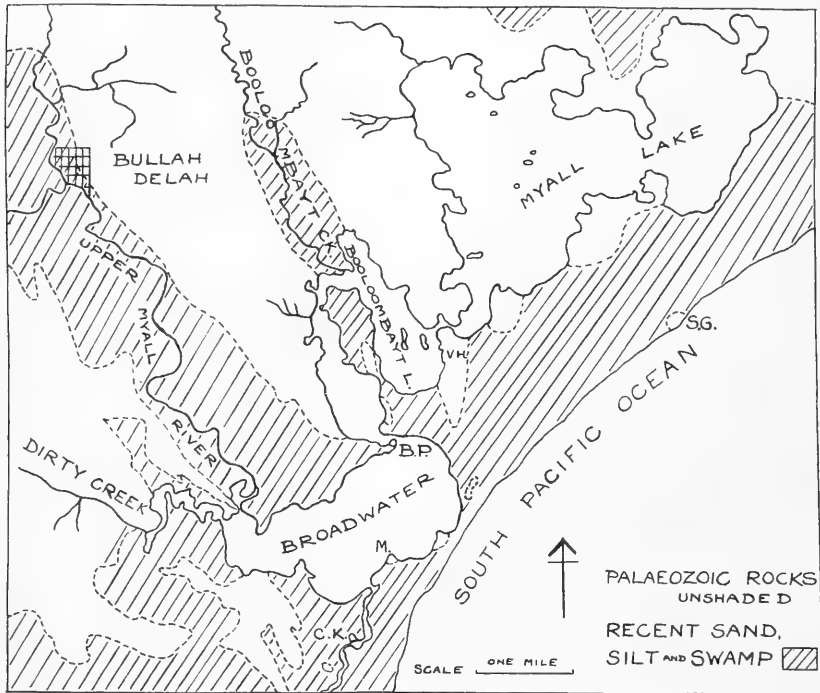 BULLAH
DELAH
BOOLOOMBAYT CK.
MYALL LAKE
BOOLOOMBAYT L.
UPPER MYALL RIVER
V.H.
S.G.
DIRTY CREEK
B.P.
BROADWATER
M.
C.K.
SOUTH PACIFIC OCEAN
PALAEOZOIC ROCKS
UNSHADED
RECENT SAND,
SILT AND SWAMP
SCALE ONE MILE